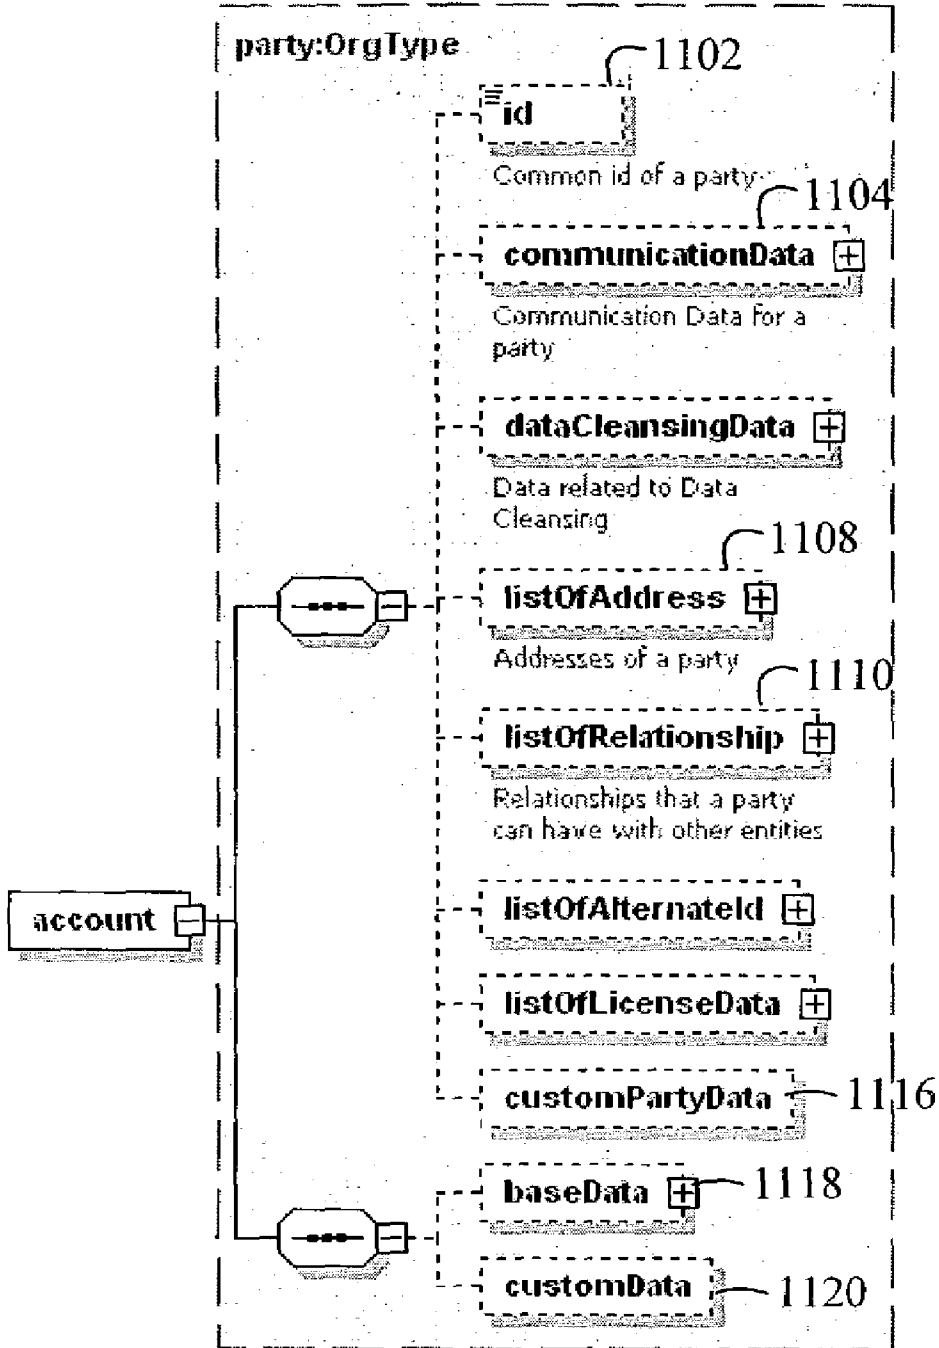 party:OrgType
1102
id
Common id of a party
1104
communicationData
Communication Data for a
party
dataCleansingData
Data related to Data
Cleansing
1108
listOfAddress
Addresses of a party
1110
listOfRelationship
Relationships that a party
can have with other entities
account
listOfAlternateId
listOfLicenseData
customPartyData
1116
baseData
1118
customData
1120